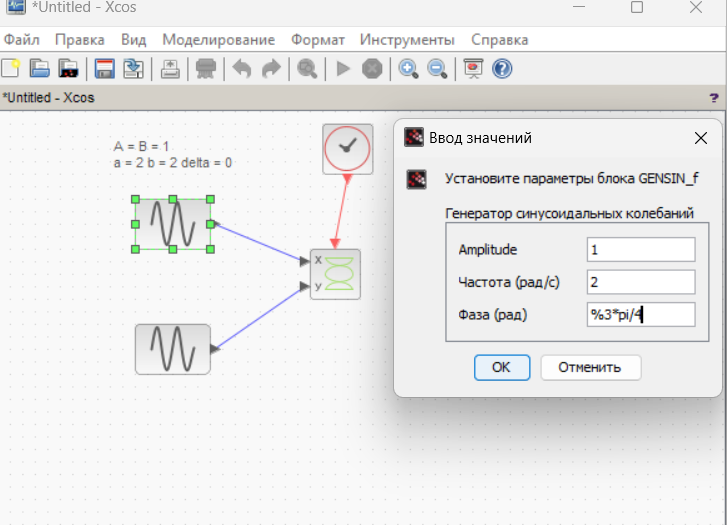 *Untitled - Xcos
Файл Правка Вид Моделирование Формат Инструменты Справка
*Untitled - Xcos
?
A = B = 1
a = 2 b = 2 delta = 0
x
y
Ввод значений
Установите параметры блока GENSIN_f
Генератор синусоидальных колебаний
Amplitude 1
Частота (рад/с) 2
Фаза (рад) %3*pi/4
OK Отменить